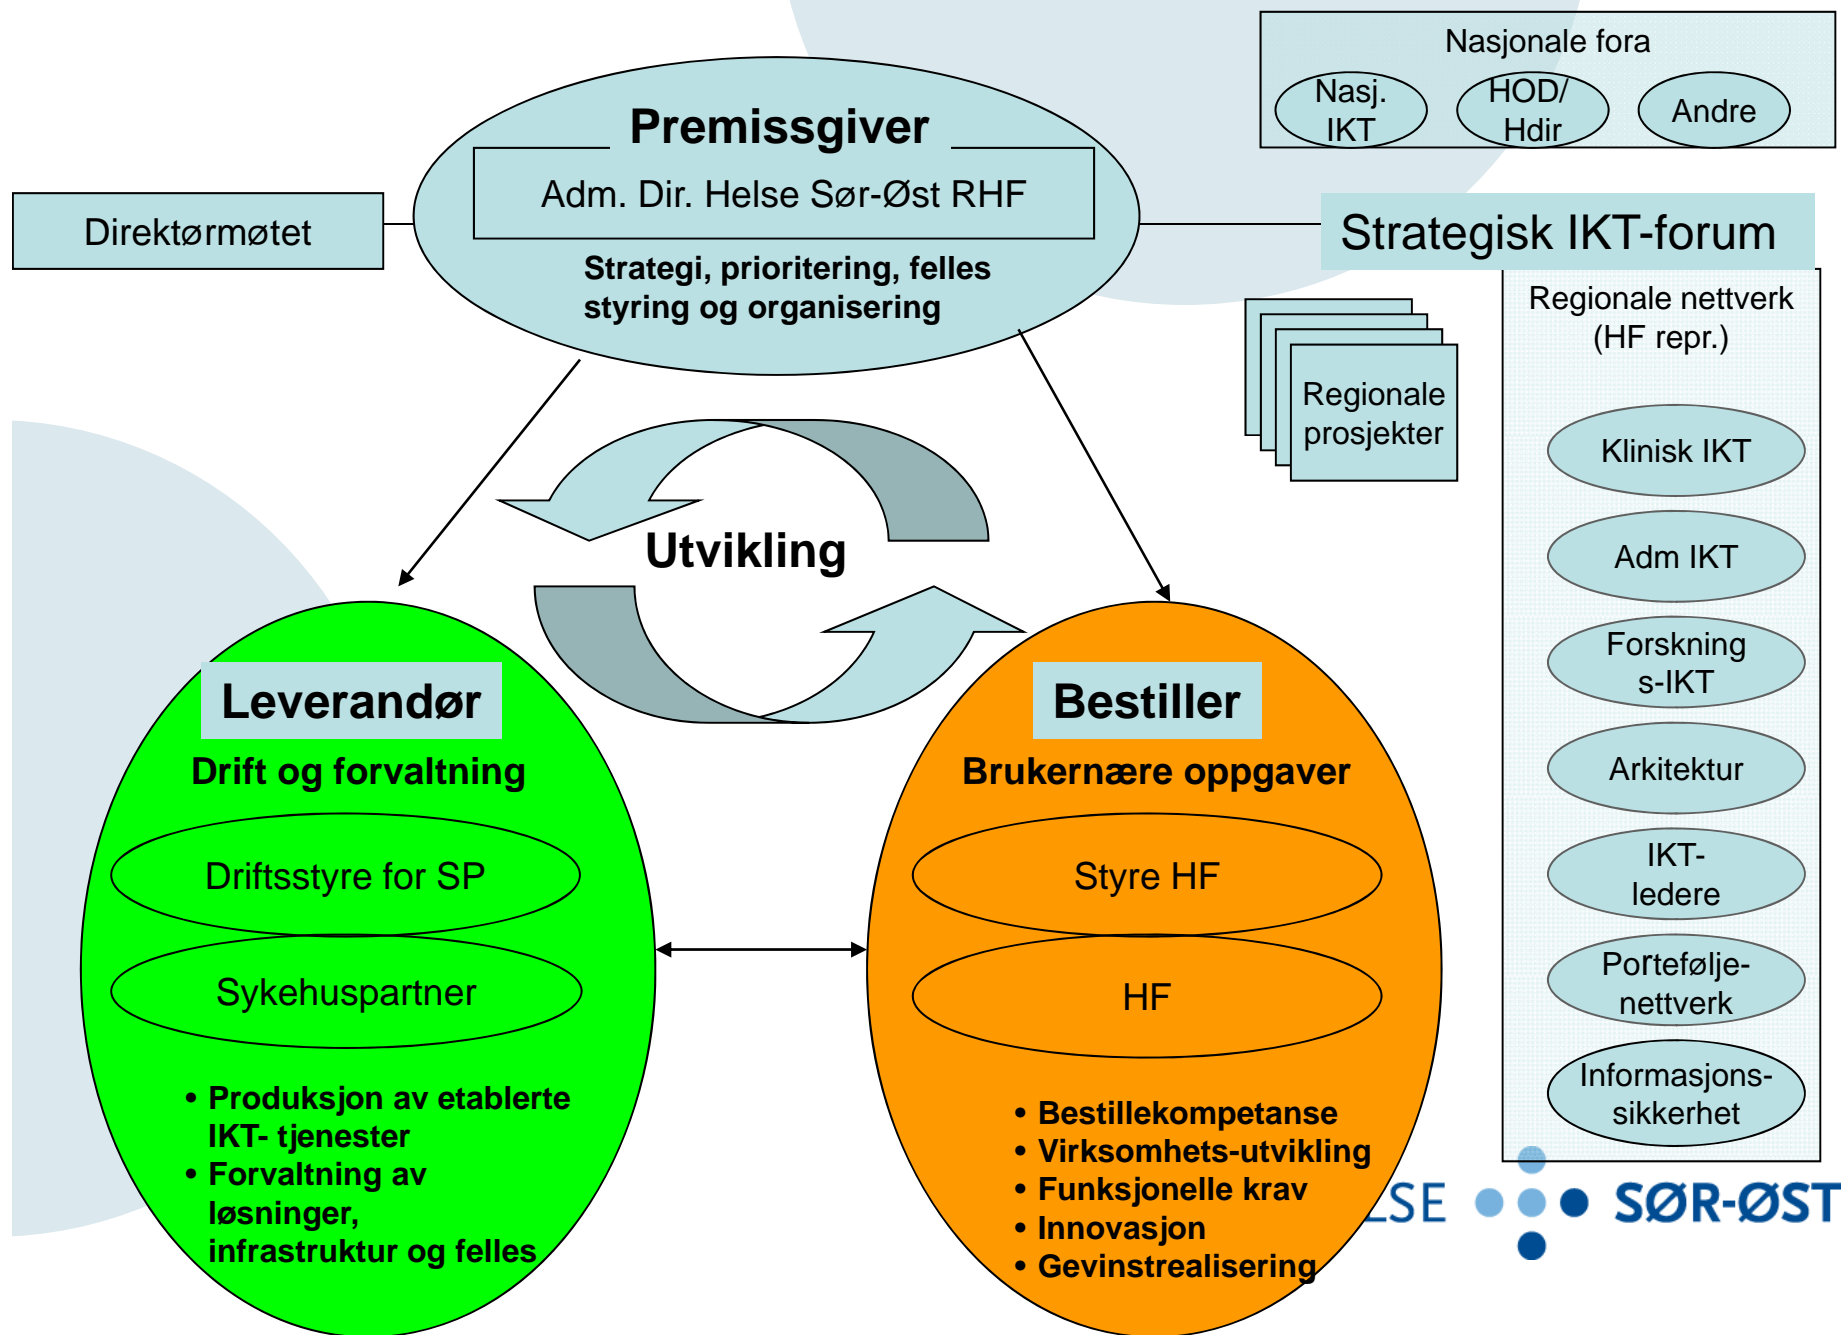 Nasjonale fora
Nasj.
IKT
HOD/
Hdir
Andre
Premissgiver
Adm. Dir. Helse Sør-Øst RHF
Strategi, prioritering, felles
styring og organisering
Direktørmøtet
Strategisk IKT-forum
Regionale nettverk
(HF repr.)
Regionale
prosjekter
Klinisk IKT
Adm IKT
Forskning
s-IKT
Arkitektur
IKT-
ledere
Portefølje-
nettverk
Informasjons-
sikkerhet
Utvikling
Leverandør
Drift og forvaltning
Driftsstyre for SP
Sykehuspartner
• Produksjon av etablerte
IKT- tjenester
• Forvaltning av
løsninger,
infrastruktur og felles
Bestiller
Brukernære oppgaver
Styre HF
HF
• Bestillekompetanse
• Virksomhets-utvikling
• Funksjonelle krav
• Innovasjon
• Gevinstrealisering
LSE SØR-ØST